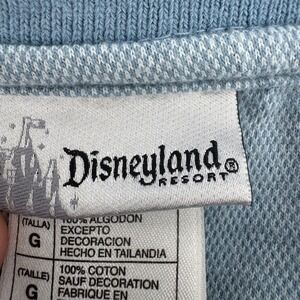 Disneyland®
RESORT
(TALLA)
G
100% ALGODON
EXCEPTO
DECORACION
HECHO EN TAILANDIA
(TAILLE)
G
100% COTON
SAUF DECORATION
FABRIQUE EN